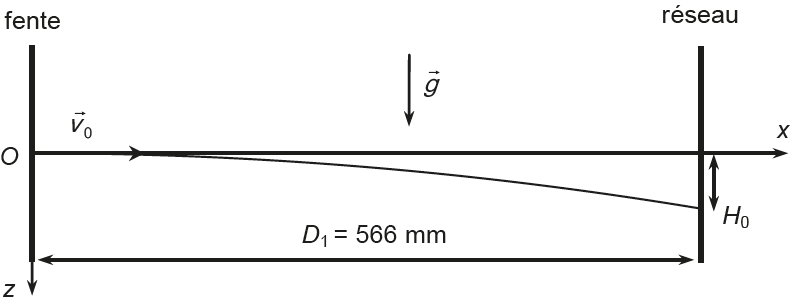 fente
réseau
g⃗
v⃗₀
x
O
H₀
D₁ = 566 mm
z